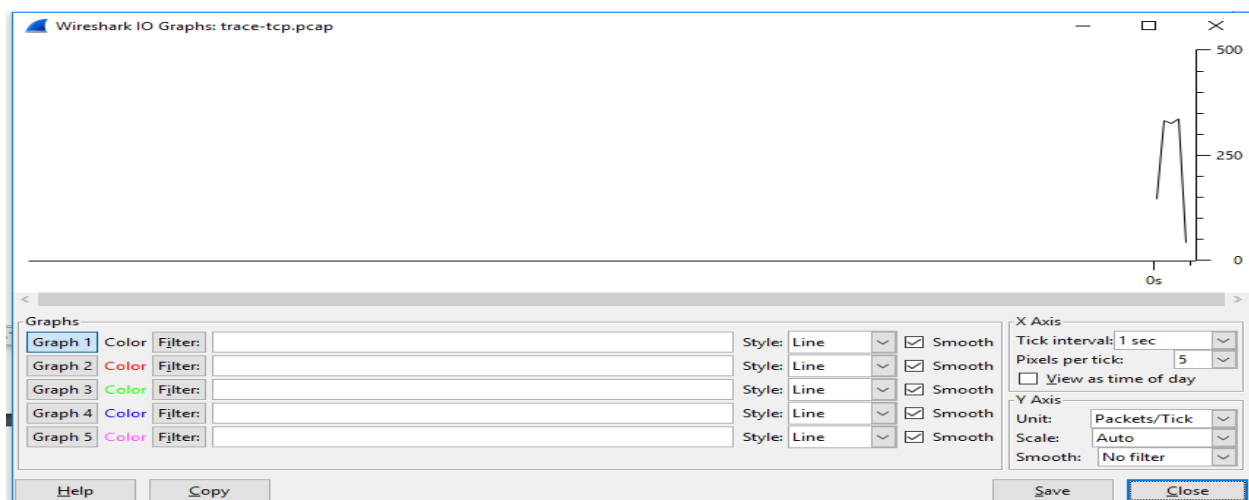 Wireshark IO Graphs: trace-tcp.pcap
500
250
0
0s
Graphs
Graph 1 Color Filter: Style: Line Smooth
Graph 2 Color Filter: Style: Line Smooth
Graph 3 Color Filter: Style: Line Smooth
Graph 4 Color Filter: Style: Line Smooth
Graph 5 Color Filter: Style: Line Smooth
X Axis
Tick interval: 1 sec
Pixels per tick: 5
View as time of day
Y Axis
Unit: Packets/Tick
Scale: Auto
Smooth: No filter
Help Copy Save Close